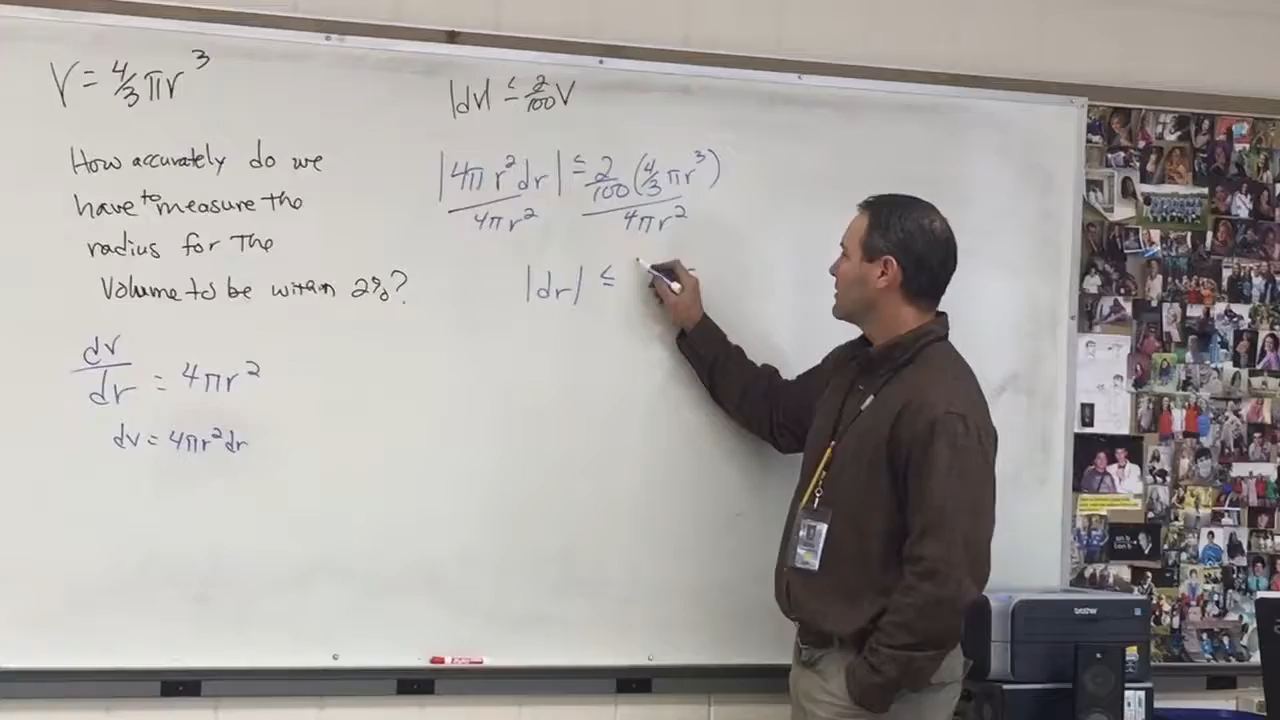 V = 4/3 πr³
How accurately do we
have to measure the
radius for the
Volume to be within 2%?
dv/dr = 4πr²
dv = 4πr²dr
|dv| ≤ 2/100 V
|4πr²dr| ≤ 2/100 (4/3 πr³)
4πr² 4πr²
|dr| ≤
brother